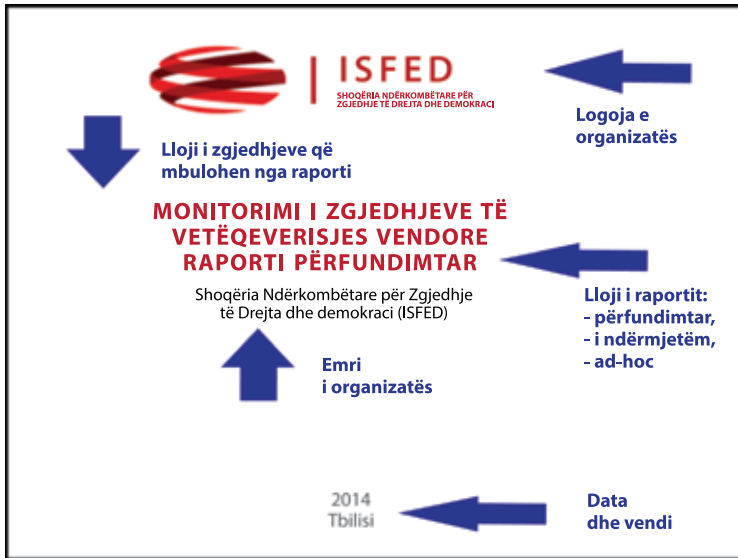 ISFED
SHOQËRIA NDËRKOMBËTARE PËR
ZGJEDHJE TË DREJTA DHE DEMOKRACI
Logoja e
organizatës
Lloji i zgjedhjeve që
mbulohen nga raporti
MONITORIMI I ZGJEDHJEVE TË
VETËQEVERISJES VENDORE
RAPORTI PËRFUNDIMTAR
Shoqëria Ndërkombëtare për Zgjedhje
të Drejta dhe demokraci (ISFED)
Lloji i raportit:
- përfundimtar,
- i ndërmjetëm,
- ad-hoc
Emri
i organizatës
2014
Tbilisi
Data
dhe vendi